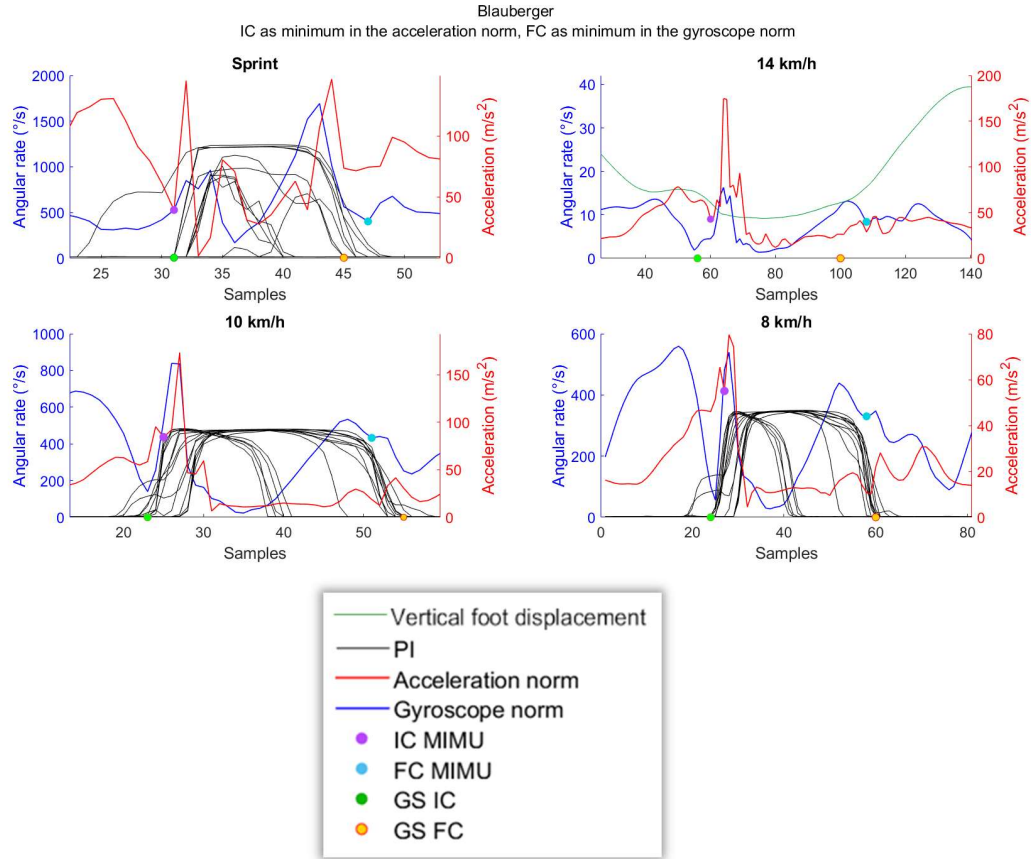 Blauberger
IC as minimum in the acceleration norm, FC as minimum in the gyroscope norm
Sprint
Angular rate (°/s)
2000
1500
1000
500
0
100
50
0
Acceleration (m/s²)
25 30 35 40 45 50
Samples
14 km/h
Angular rate (°/s)
40
30
20
10
0
200
150
100
50
0
Acceleration (m/s²)
40 60 80 100 120 140
Samples
10 km/h
Angular rate (°/s)
1000
800
600
400
200
0
150
100
50
0
Acceleration (m/s²)
20 30 40 50
Samples
8 km/h
Angular rate (°/s)
600
400
200
0
80
60
40
20
0
Acceleration (m/s²)
0 20 40 60 80
Samples
Vertical foot displacement
PI
Acceleration norm
Gyroscope norm
IC MIMU
FC MIMU
GS IC
GS FC